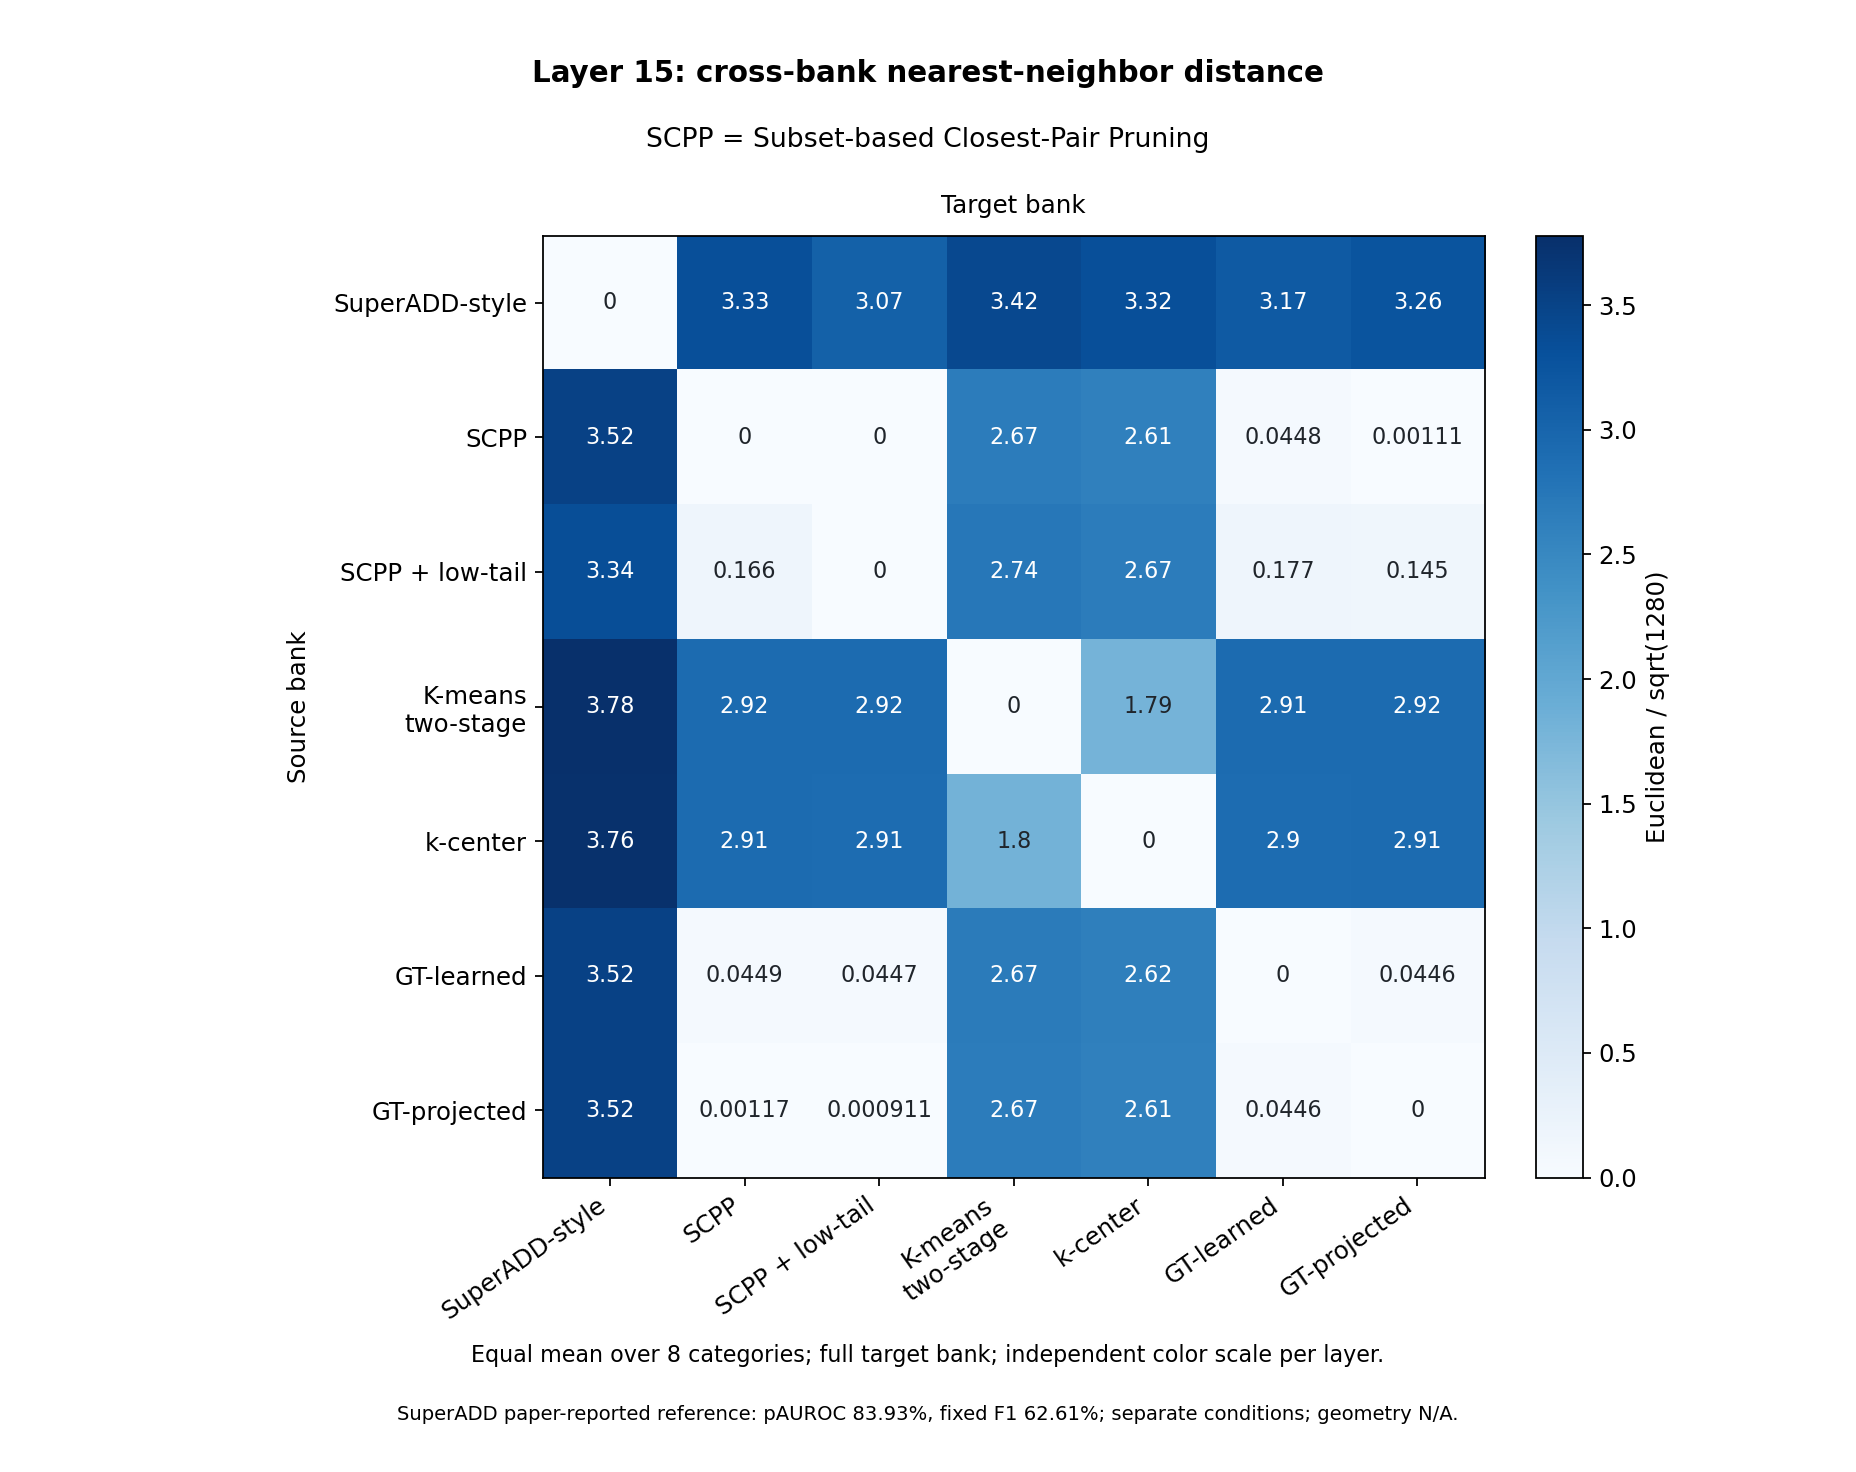 Layer 15: cross-bank nearest-neighbor distance
SCPP = Subset-based Closest-Pair Pruning
Target bank
SuperADD-style 0 3.33 3.07 3.42 3.32 3.17 3.26
SCPP 3.52 0 0 2.67 2.61 0.0448 0.00111
SCPP + low-tail 3.34 0.166 0 2.74 2.67 0.177 0.145
K-means
two-stage 3.78 2.92 2.92 0 1.79 2.91 2.92
k-center 3.76 2.91 2.91 1.8 0 2.9 2.91
GT-learned 3.52 0.0449 0.0447 2.67 2.62 0 0.0446
GT-projected 3.52 0.00117 0.000911 2.67 2.61 0.0446 0
Source bank
SuperADD-style
SCPP
SCPP + low-tail
K-means
two-stage
k-center
GT-learned
GT-projected
3.5
3.0
2.5
2.0
1.5
1.0
0.5
0.0
Euclidean / sqrt(1280)
Equal mean over 8 categories; full target bank; independent color scale per layer.
SuperADD paper-reported reference: pAUROC 83.93%, fixed F1 62.61%; separate conditions; geometry N/A.